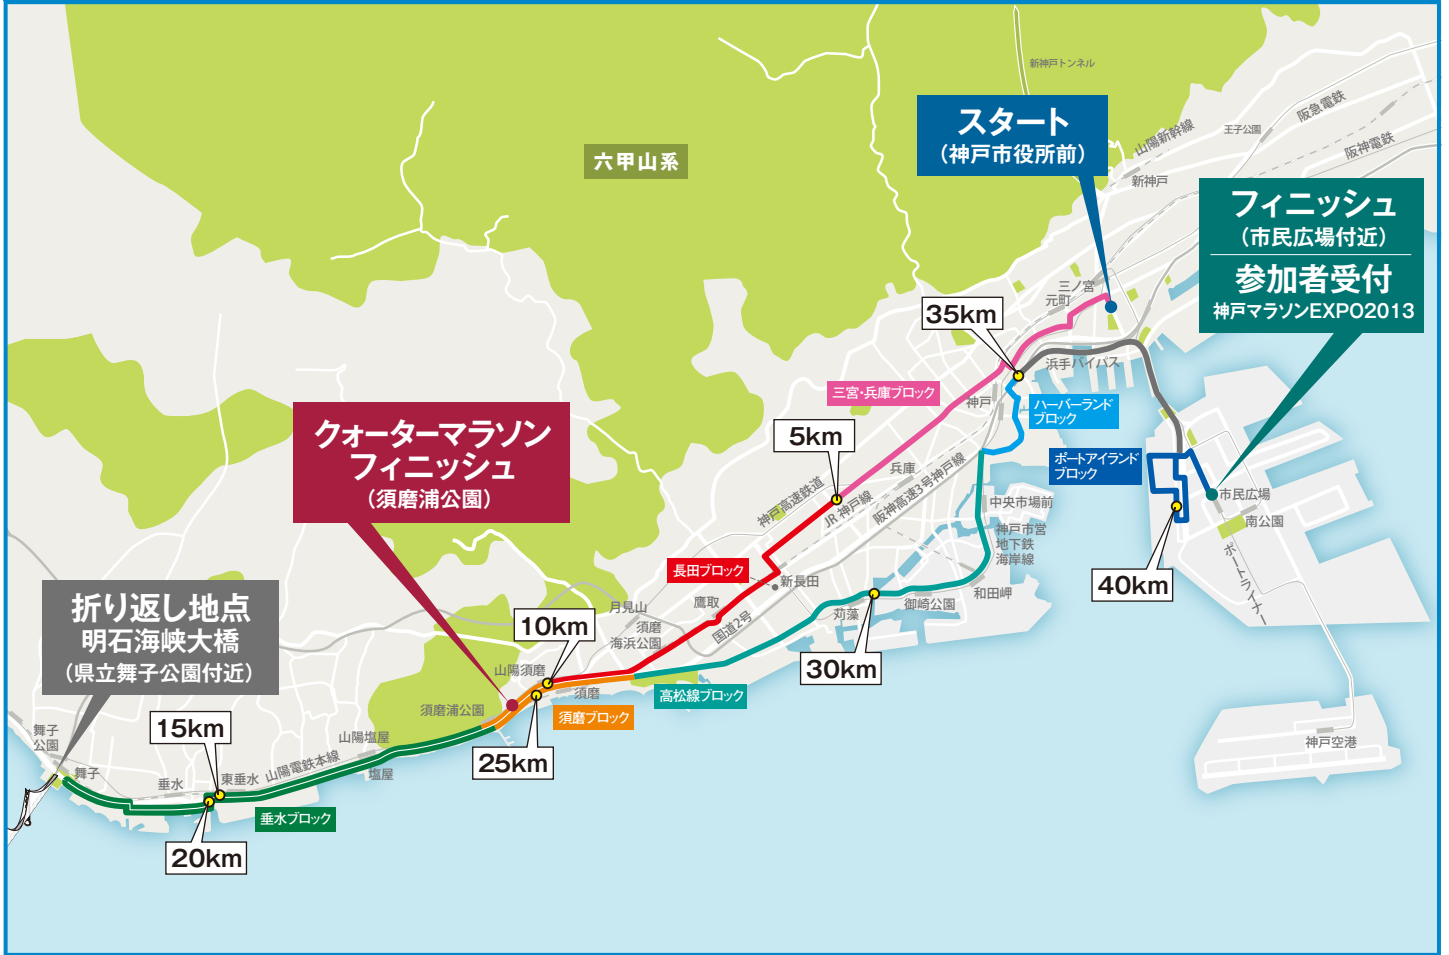 新神戸トンネル
スタート
（神戸市役所前）
阪急電鉄
王子公園
山陽新幹線
阪神電鉄
新神戸
六甲山系
フィニッシュ
（市民広場付近）
参加者受付
神戸マラソンEXPO2013
三ノ宮
元町
35km
浜手バイパス
三宮・兵庫ブロック
神戸
ハーバーランド
ブロック
クォーターマラソン
フィニッシュ
（須磨浦公園）
5km
兵庫
ポートアイランド
ブロック
神戸高速鉄道
JR神戸線
阪神高速3号神戸線
中央市場前
神戸市営
地下鉄
海岸線
市民広場
南公園
ポートライナー
40km
長田ブロック
新長田
鷹取
国道2号
和田岬
御崎公園
苅藻
30km
折り返し地点
明石海峡大橋
（県立舞子公園付近）
月見山
須磨
海浜公園
10km
山陽須磨
須磨
高松線ブロック
須磨浦公園
須磨ブロック
25km
舞子
公園
15km
山陽塩屋
塩屋
舞子
垂水
東垂水
山陽電鉄本線
垂水ブロック
20km
神戸空港